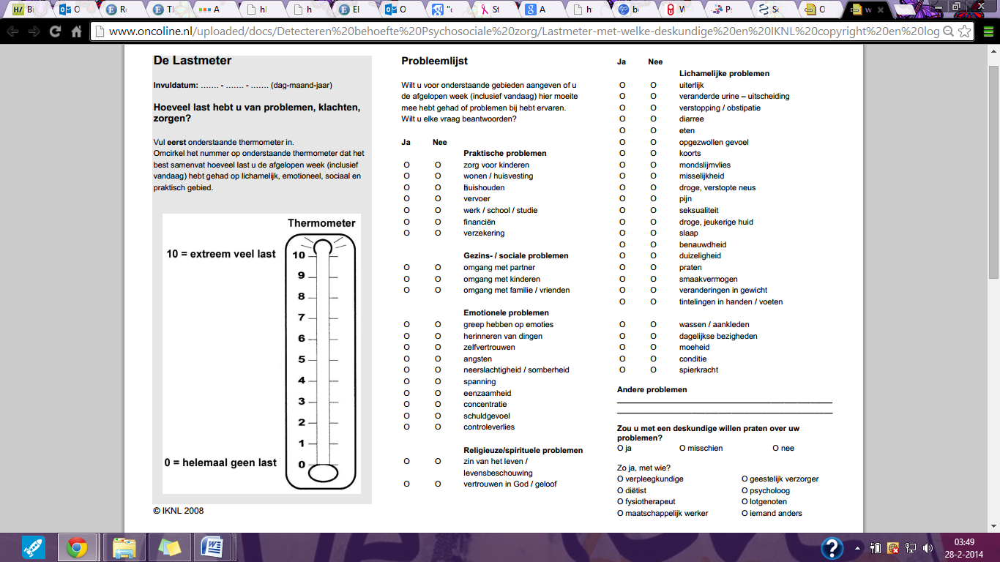 Bi
O
R
Tl
A
hl
h
El
O
"c
St
A
h
b
V
P:
Sc
O
w
www.oncoline.nl/uploaded/docs/Detecteren%20behoefte%20Psychosociale%20zorg/Lastmeter-met-welke-deskundige%20en%20IKNL%20copyright%20en%20log
De Lastmeter
Invuldatum: ....... - ....... - ....... (dag-maand-jaar)
Hoeveel last hebt u van problemen, klachten,
zorgen?
Vul eerst onderstaande thermometer in.
Omcirkel het nummer op onderstaande thermometer dat het
best samenvat hoeveel last u de afgelopen week (inclusief
vandaag) hebt gehad op lichamelijk, emotioneel, sociaal en
praktisch gebied.
Thermometer
10 = extreem veel last
10
9
8
7
6
5
4
3
2
1
0 = helemaal geen last
0
© IKNL 2008
Probleemlijst
Wilt u voor onderstaande gebieden aangeven of u
de afgelopen week (inclusief vandaag) hier moeite
mee hebt gehad of problemen bij hebt ervaren.
Wilt u elke vraag beantwoorden?
Ja Nee
Praktische problemen
O O zorg voor kinderen
O O wonen / huisvesting
O O huishouden
O O vervoer
O O werk / school / studie
O O financiën
O O verzekering
Gezins- / sociale problemen
O O omgang met partner
O O omgang met kinderen
O O omgang met familie / vrienden
Emotionele problemen
O O greep hebben op emoties
O O herinneren van dingen
O O zelfvertrouwen
O O angsten
O O neerslachtigheid / somberheid
O O spanning
O O eenzaamheid
O O concentratie
O O schuldgevoel
O O controleverlies
Religieuze/spirituele problemen
O O zin van het leven /
levensbeschouwing
O O vertrouwen in God / geloof
Ja Nee
Lichamelijke problemen
O O uiterlijk
O O veranderde urine – uitscheiding
O O verstopping / obstipatie
O O diarree
O O eten
O O opgezwollen gevoel
O O koorts
O O mondslijmvlies
O O misselijkheid
O O droge, verstopte neus
O O pijn
O O seksualiteit
O O droge, jeukerige huid
O O slaap
O O benauwdheid
O O duizeligheid
O O praten
O O smaakvermogen
O O veranderingen in gewicht
O O tintelingen in handen / voeten
O O wassen / aankleden
O O dagelijkse bezigheden
O O moeheid
O O conditie
O O spierkracht
Andere problemen
Zou u met een deskundige willen praten over uw
problemen?
O ja O misschien O nee
Zo ja, met wie?
O verpleegkundige O geestelijk verzorger
O diëtist O psycholoog
O fysiotherapeut O lotgenoten
O maatschappelijk werker O iemand anders
03:49
28-2-2014